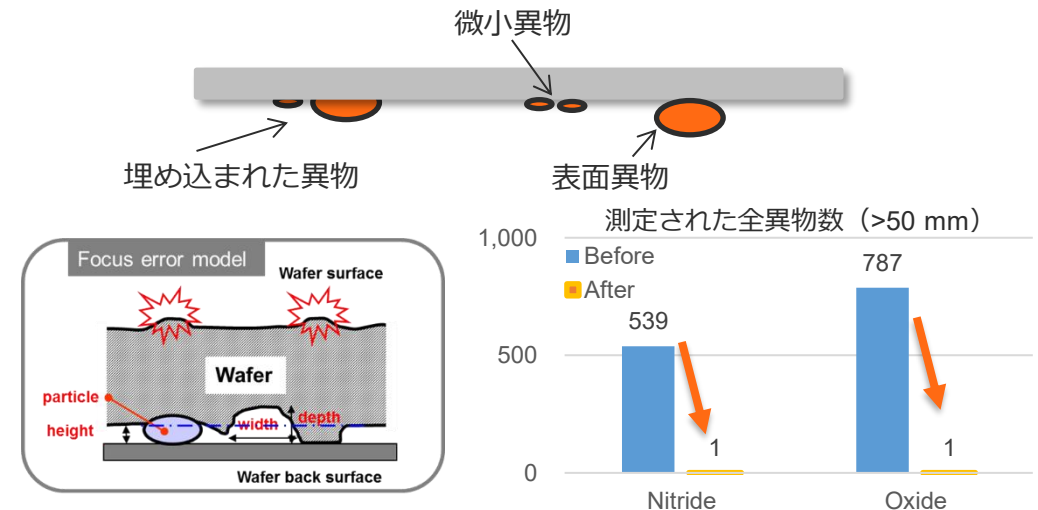 微小異物
埋め込まれた異物
表面異物
Focus error model
Wafer surface
Wafer
particle
height
width
depth
Wafer back surface
測定された全異物数（>50 mm）
1,000
500
0
Before
After
539
1
787
1
Nitride
Oxide